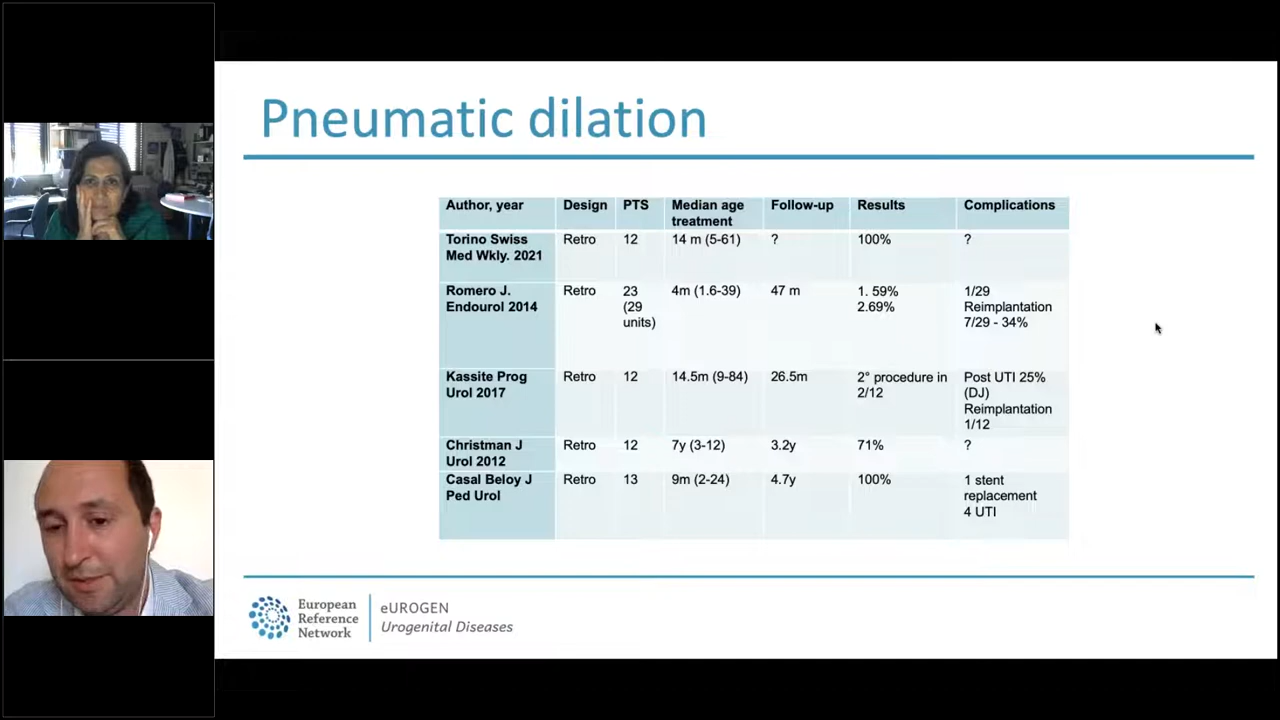 Pneumatic dilation
Author, year Design PTS Median age treatment Follow-up Results Complications
Torino Swiss Med Wkly. 2021 Retro 12 14 m (5-61) ? 100% ?
Romero J. Endourol 2014 Retro 23 (29 units) 4m (1.6-39) 47 m 1. 59% 2.69% 1/29 Reimplantation 7/29 - 34%
Kassite Prog Urol 2017 Retro 12 14.5m (9-84) 26.5m 2° procedure in 2/12 Post UTI 25% (DJ) Reimplantation 1/12
Christman J Urol 2012 Retro 12 7y (3-12) 3.2y 71% ?
Casal Beloy J Ped Urol Retro 13 9m (2-24) 4.7y 100% 1 stent replacement 4 UTI
European
Reference
Network
eUROGEN
Urogenital Diseases